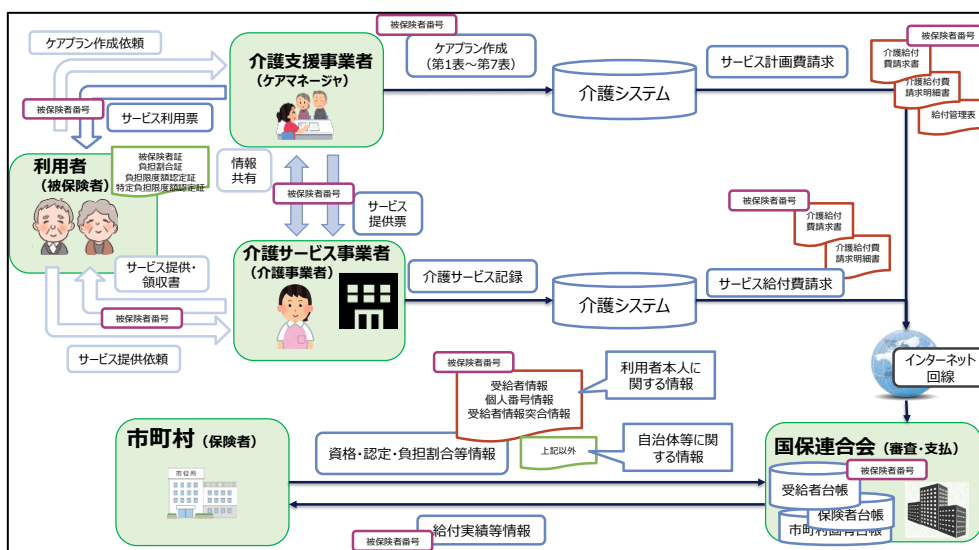 被保険者番号
ケアプラン作成依頼
介護支援事業者
(ケアマネージャ)
ケアプラン作成
(第1表～第7表)
介護システム
サービス計画費請求
被保険者番号
介護給付
費請求書
介護給付費
請求明細書
給付管理表
被保険者番号
サービス利用票
利用者
(被保険者)
被保険者証
負担割合証
負担限度額認定証
特定負担限度額認定証
情報
共有
被保険者番号
サービス
提供票
被保険者番号
介護給付
費請求書
介護給付費
請求明細書
介護サービス事業者
(介護事業者)
介護サービス記録
介護システム
サービス給付費請求
サービス提供・
領収書
被保険者番号
サービス提供依頼
インターネット
回線
被保険者番号
受給者情報
個人番号情報
受給者情報突合情報
利用者本人に
関する情報
市町村 (保険者)
市役所
資格・認定・負担割合等情報
上記以外
自治体等に関
する情報
国保連合会 (審査・支払)
被保険者番号
受給者台帳
保険者台帳
市町村固有台帳
給付実績等情報
被保険者番号